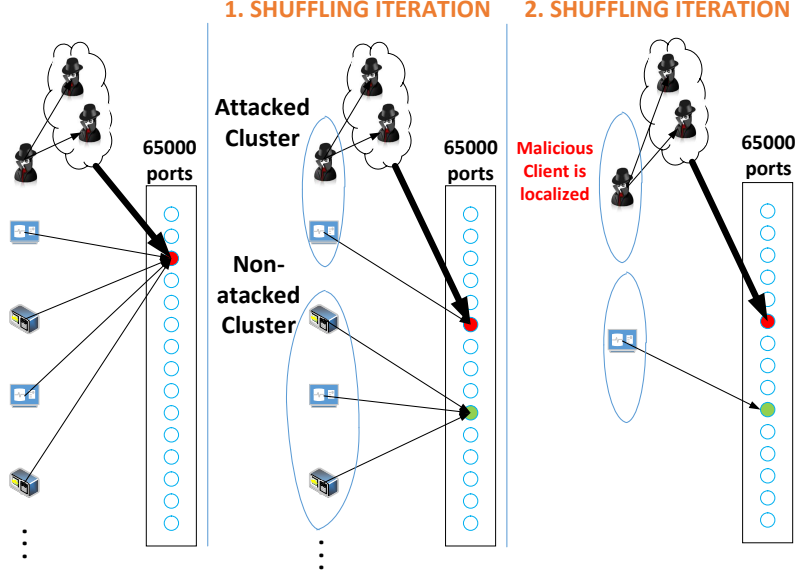 1. SHUFFLING ITERATION
2. SHUFFLING ITERATION
65000
ports
Attacked
Cluster
65000
ports
Non-
atacked
Cluster
Malicious
Client is
localized
65000
ports